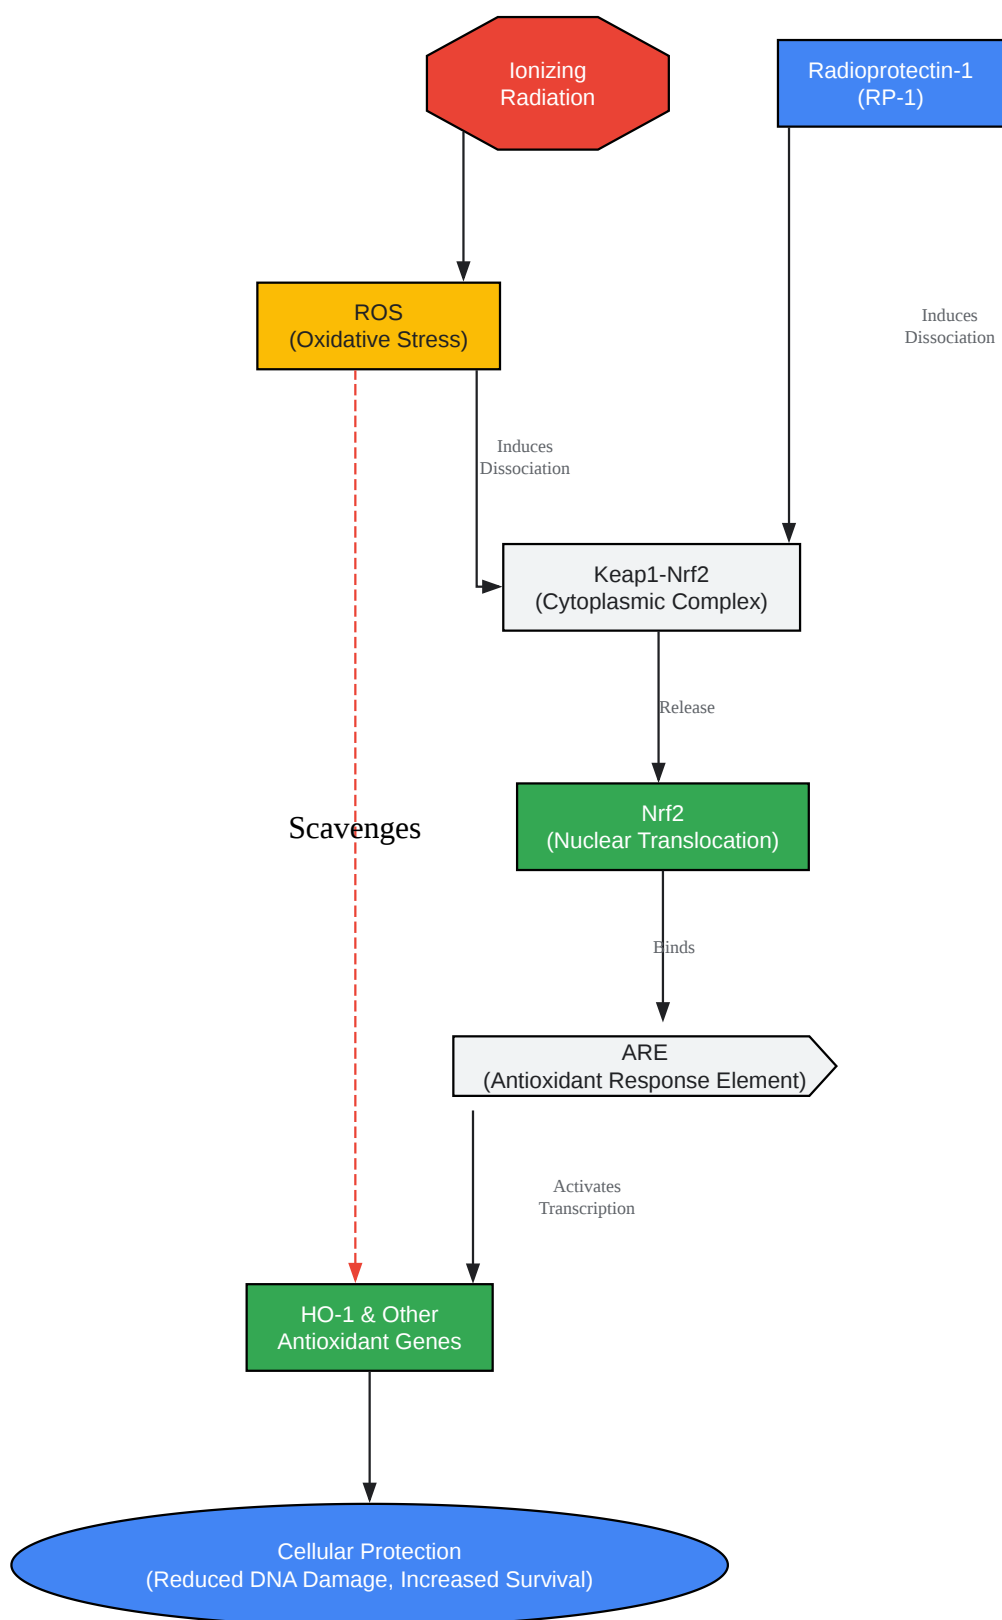 Ionizing
Radiation
Radioprotectin-1
(RP-1)
ROS
(Oxidative Stress)
Induces
Dissociation
Induces
Dissociation
Keap1-Nrf2
(Cytoplasmic Complex)
Release
Nrf2
(Nuclear Translocation)
Scavenges
Binds
ARE
(Antioxidant Response Element)
Activates
Transcription
HO-1 & Other
Antioxidant Genes
Cellular Protection
(Reduced DNA Damage, Increased Survival)